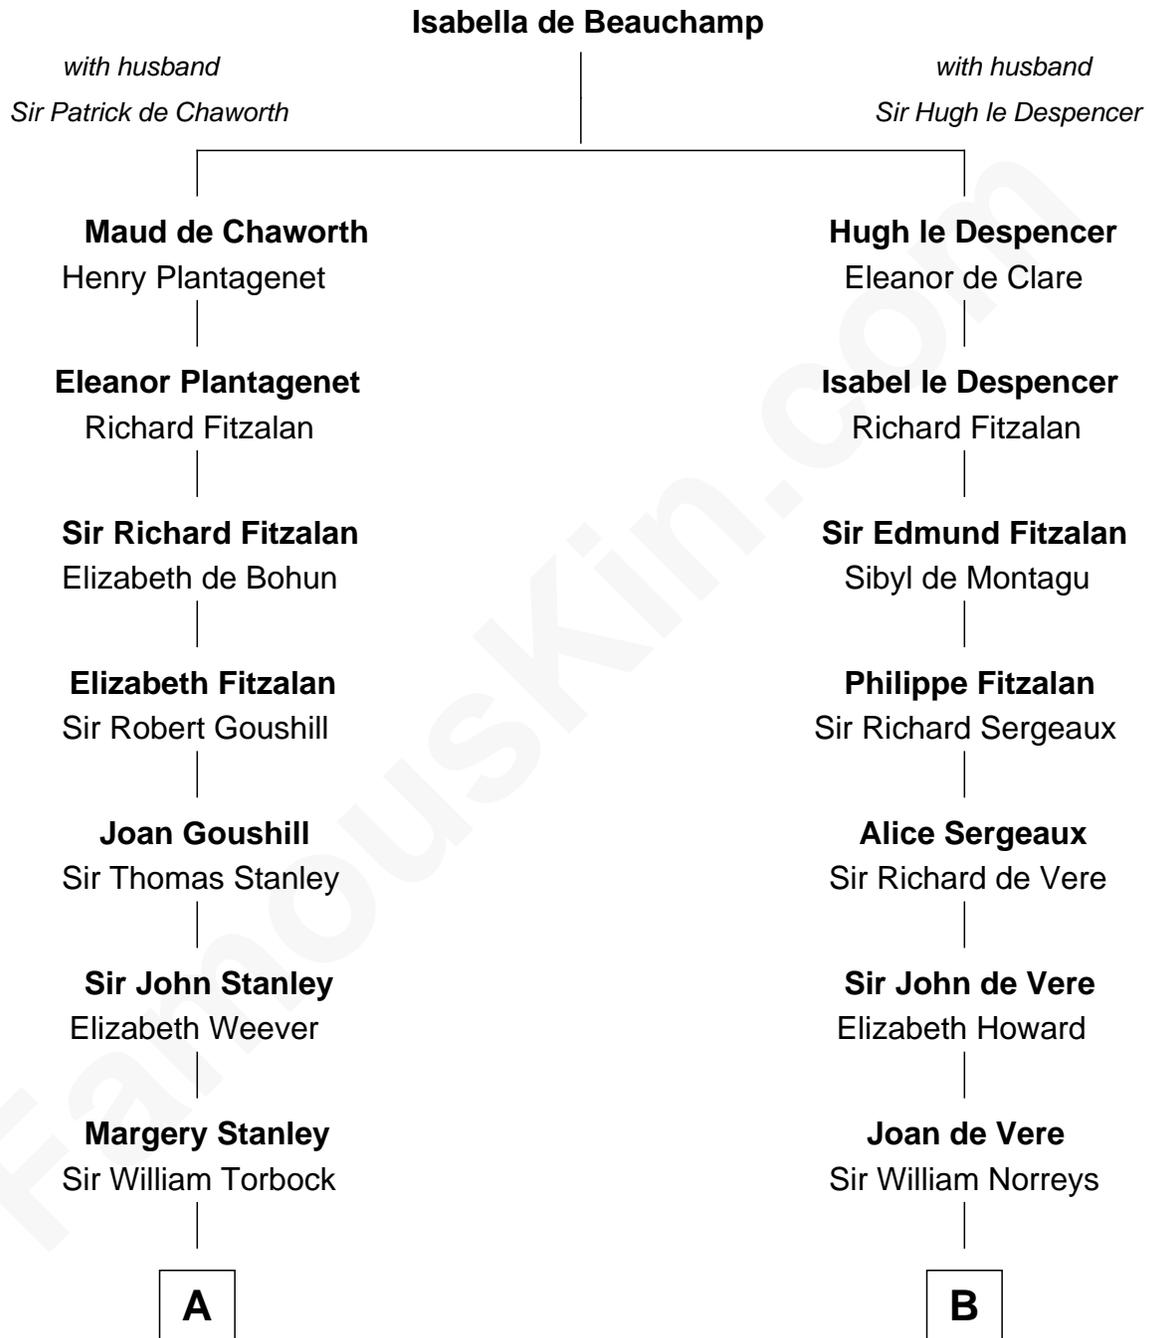 Isabella de Beauchamp
with husband
Sir Patrick de Chaworth
with husband
Sir Hugh le Despencer
Maud de Chaworth
Henry Plantagenet
Hugh le Despencer
Eleanor de Clare
Eleanor Plantagenet
Richard Fitzalan
Isabel le Despencer
Richard Fitzalan
Sir Richard Fitzalan
Elizabeth de Bohun
Sir Edmund Fitzalan
Sibyl de Montagu
Elizabeth Fitzalan
Sir Robert Goushill
Philippe Fitzalan
Sir Richard Sergeaux
Joan Goushill
Sir Thomas Stanley
Alice Sergeaux
Sir Richard de Vere
Sir John Stanley
Elizabeth Weever
Sir John de Vere
Elizabeth Howard
Margery Stanley
Sir William Torbock
Joan de Vere
Sir William Norreys
A
B
FamousKin.com